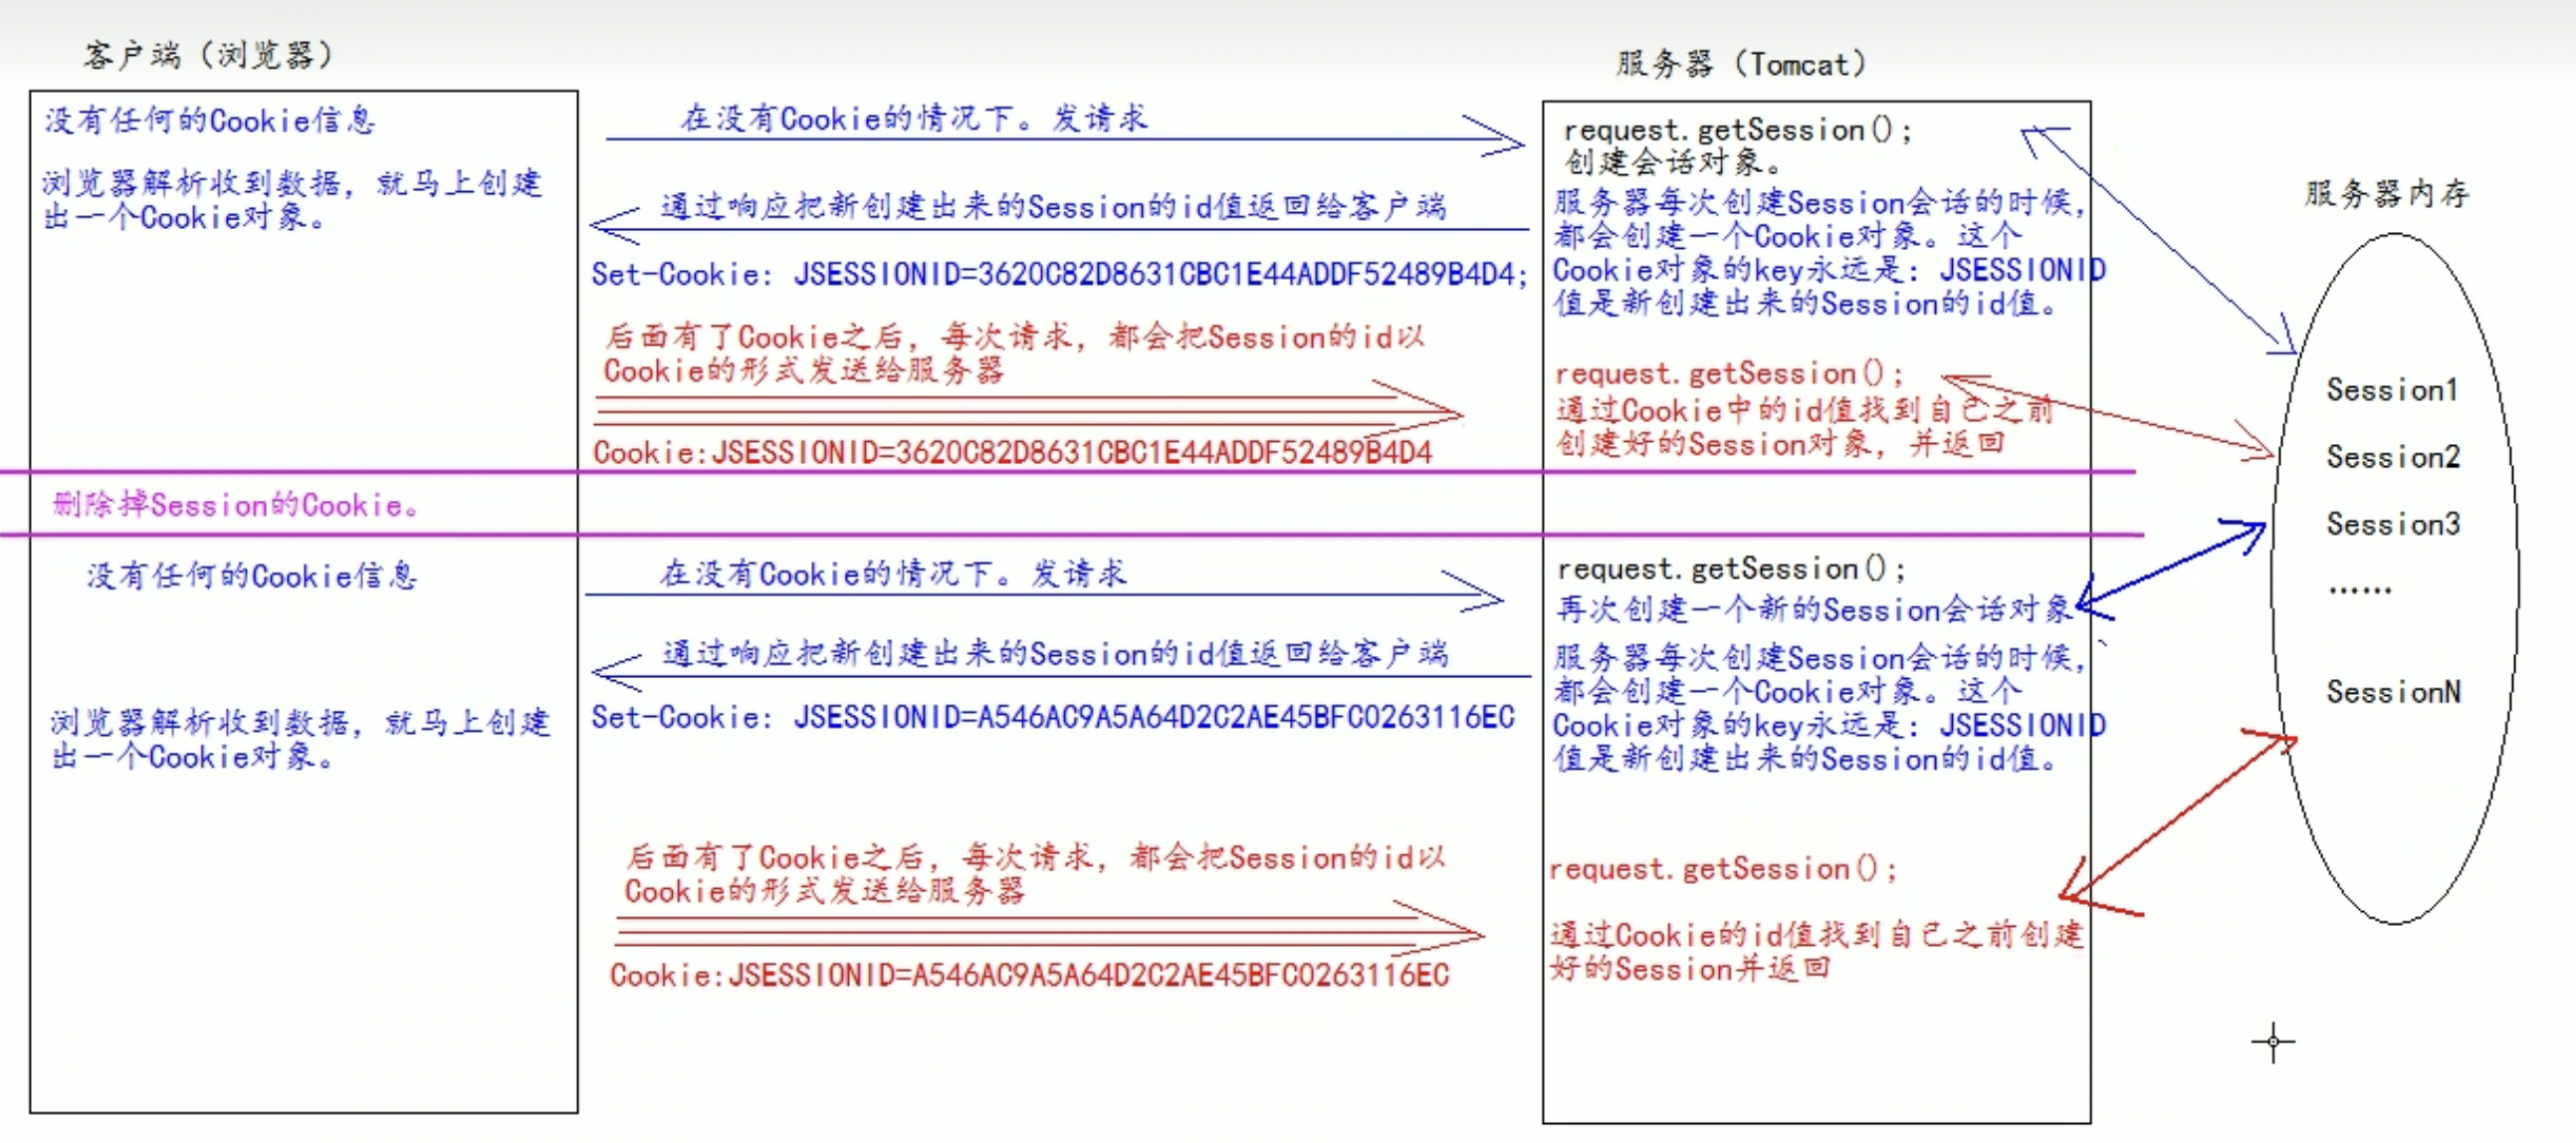 客户端（浏览器）
服务器（Tomcat）
没有任何的Cookie信息
浏览器解析收到数据，就马上创建
出一个Cookie对象。
在没有Cookie的情况下。发请求
通过响应把新创建出来的Session的id值返回给客户端
Set-Cookie: JSESSIONID=3620C82D8631CBC1E44ADDF52489B4D4;
后面有了Cookie之后，每次请求，都会把Session的id以
Cookie的形式发送给服务器
Cookie:JSESSIONID=3620C82D8631CBC1E44ADDF52489B4D4
request.getSession();
创建会话对象。
服务器每次创建Session会话的时候，
都会创建一个Cookie对象。这个
Cookie对象的key永远是：JSESSIONID
值是新创建出来的Session的id值。
request.getSession();
通过Cookie中的id值找到自己之前
创建好的Session对象，并返回
服务器内存
Session1
Session2
Session3
......
SessionN
删除掉Session的Cookie。
没有任何的Cookie信息
浏览器解析收到数据，就马上创建
出一个Cookie对象。
在没有Cookie的情况下。发请求
通过响应把新创建出来的Session的id值返回给客户端
Set-Cookie: JSESSIONID=A546AC9A5A64D2C2AE45BFC0263116EC
后面有了Cookie之后，每次请求，都会把Session的id以
Cookie的形式发送给服务器
Cookie:JSESSIONID=A546AC9A5A64D2C2AE45BFC0263116EC
request.getSession();
再次创建一个新的Session会话对象
服务器每次创建Session会话的时候，
都会创建一个Cookie对象。这个
Cookie对象的key永远是：JSESSIONID
值是新创建出来的Session的id值。
request.getSession();
通过Cookie的id值找到自己之前创建
好的Session并返回